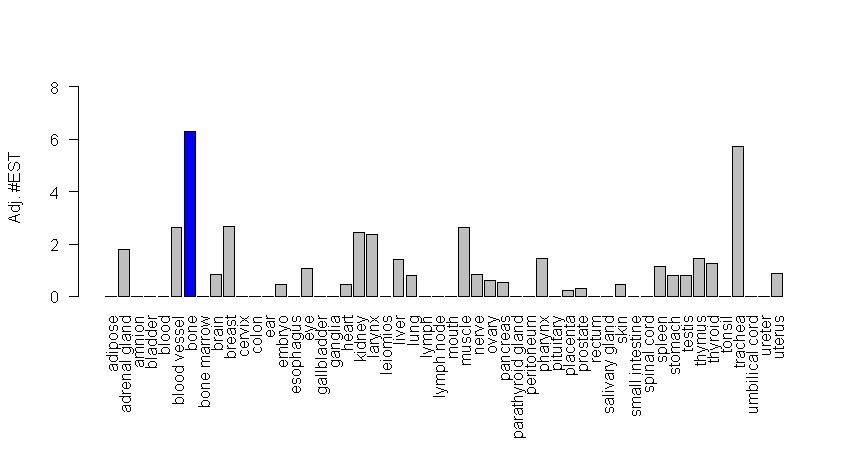 Adj. #EST
8
6
4
2
0
adipose
adrenal gland
amnion
bladder
blood
blood vessel
bone
bone marrow
brain
breast
cervix
colon
ear
embryo
esophagus
eye
gallbladder
ganglia
heart
kidney
larynx
leiomios
liver
lung
lymph
lymph node
mouth
muscle
nerve
ovary
pancreas
parathyroid gland
peritoneum
pharynx
pituitary
placenta
prostate
rectum
salivary gland
skin
small intestine
spinal cord
spleen
stomach
testis
thymus
thyroid
tonsil
trachea
umbilical cord
ureter
uterus